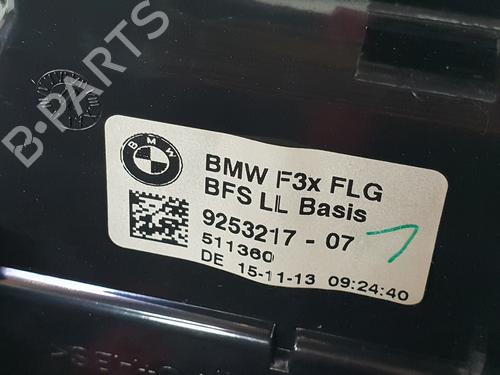 B-PARTS
BMW
BMW F3x FLG
BFS LL Basis
9253217 - 07
511360
DE 15-11-13 09:24:40